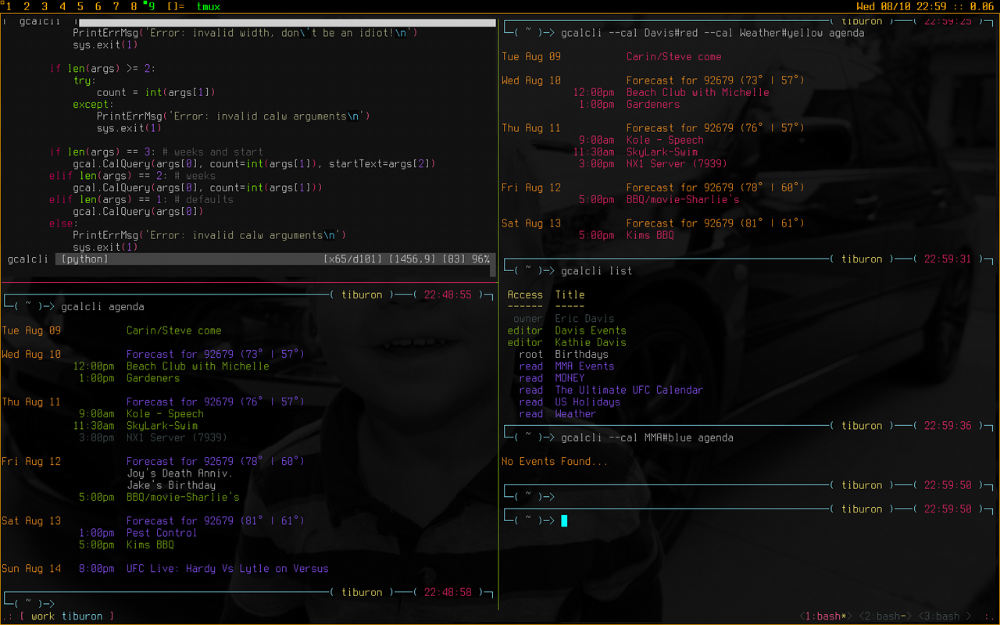 1 2 3 4 5 6 7 8 9 []= tmux Wed 08/10 22:59 :: 0.06
gcalcli
PrintErrMsg('Error: invalid width, don\'t be an idiot!\n')
sys.exit(1)
if len(args) >= 2:
try:
count = int(args[1])
except:
PrintErrMsg('Error: invalid calw arguments\n')
sys.exit(1)
if len(args) == 3: # weeks and start
gcal.CalQuery(args[0], count=int(args[1]), startText=args[2])
elif len(args) == 2: # weeks
gcal.CalQuery(args[0], count=int(args[1]))
elif len(args) == 1: # defaults
gcal.CalQuery(args[0])
else:
PrintErrMsg('Error: invalid calw arguments\n')
sys.exit(1)
gcalcli [python] [x65/d101] [1456,9] [83] 96%
( tiburon )──( 22:48:55 )─
─( ~ )─> gcalcli agenda
Tue Aug 09 Carin/Steve come
Wed Aug 10 Forecast for 92679 (73° | 57°)
12:00pm Beach Club with Michelle
1:00pm Gardeners
Thu Aug 11 Forecast for 92679 (76° | 57°)
9:00am Kole - Speech
11:30am SkyLark-Swim
3:00pm NX1 Server (7939)
Fri Aug 12 Forecast for 92679 (78° | 60°)
Joy's Death Anniv.
Jake's Birthday
5:00pm BBQ/movie-Sharlie's
Sat Aug 13 Forecast for 92679 (81° | 61°)
1:00pm Pest Control
5:00pm Kims BBQ
Sun Aug 14 8:00pm UFC Live: Hardy Vs Lytle on Versus
( tiburon )──( 22:48:58 )─
─( ~ )─>
( tiburon )──( 22:59:25 )─
─( ~ )─> gcalcli --cal Davis#red --cal Weather#yellow agenda
Tue Aug 09 Carin/Steve come
Wed Aug 10 Forecast for 92679 (73° | 57°)
12:00pm Beach Club with Michelle
1:00pm Gardeners
Thu Aug 11 Forecast for 92679 (76° | 57°)
9:00am Kole - Speech
11:30am SkyLark-Swim
3:00pm NX1 Server (7939)
Fri Aug 12 Forecast for 92679 (78° | 60°)
5:00pm BBQ/movie-Sharlie's
Sat Aug 13 Forecast for 92679 (81° | 61°)
5:00pm Kims BBQ
( tiburon )──( 22:59:31 )─
─( ~ )─> gcalcli list
Access Title
------ -----
owner Eric Davis
editor Davis Events
editor Kathie Davis
root Birthdays
read MMA Events
read MONEY
read The Ultimate UFC Calendar
read US Holidays
read Weather
( tiburon )──( 22:59:36 )─
─( ~ )─> gcalcli --cal MMA#blue agenda
No Events Found...
( tiburon )──( 22:59:50 )─
─( ~ )─>
( tiburon )──( 22:59:50 )─
─( ~ )─>
.: [ work tiburon ] <1:bash*> <2:bash-> <3:bash > :.